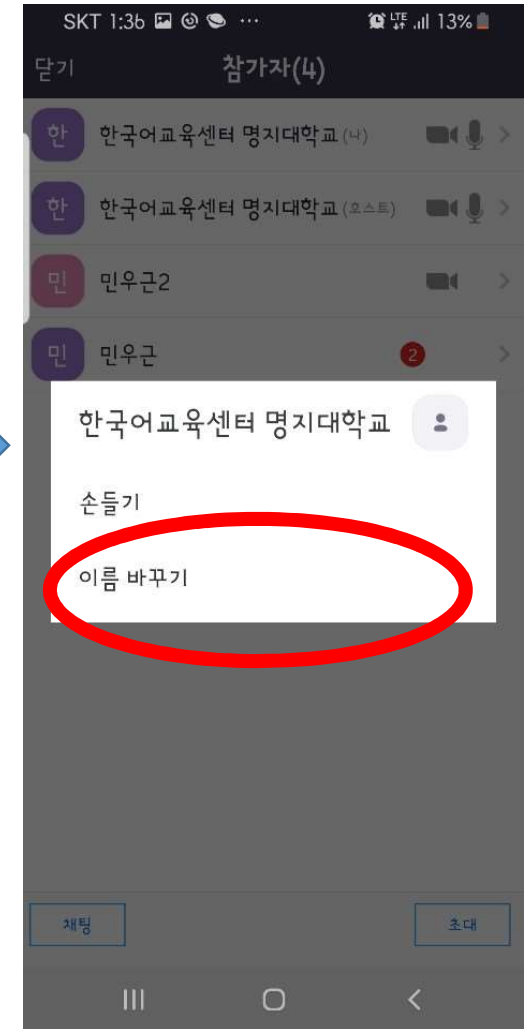 SKT 1:36 LTE 13%
닫기 참가자(4)
한 한국어교육센터 명지대학교 (나)
한 한국어교육센터 명지대학교 (호스트)
민 민우근2
민 민우근 2
한국어교육센터 명지대학교
손들기
이름 바꾸기
채팅 초대